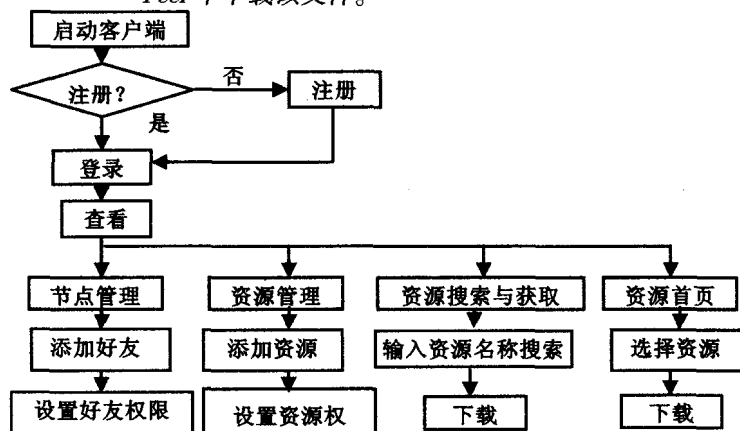 Peer 中下载该文件。
启动客户端
注册?
否
注册
是
登录
查看
节点管理
资源管理
资源搜索与获取
资源首页
添加好友
添加资源
输入资源名称搜索
选择资源
设置好友权限
设置资源权
下载
下载